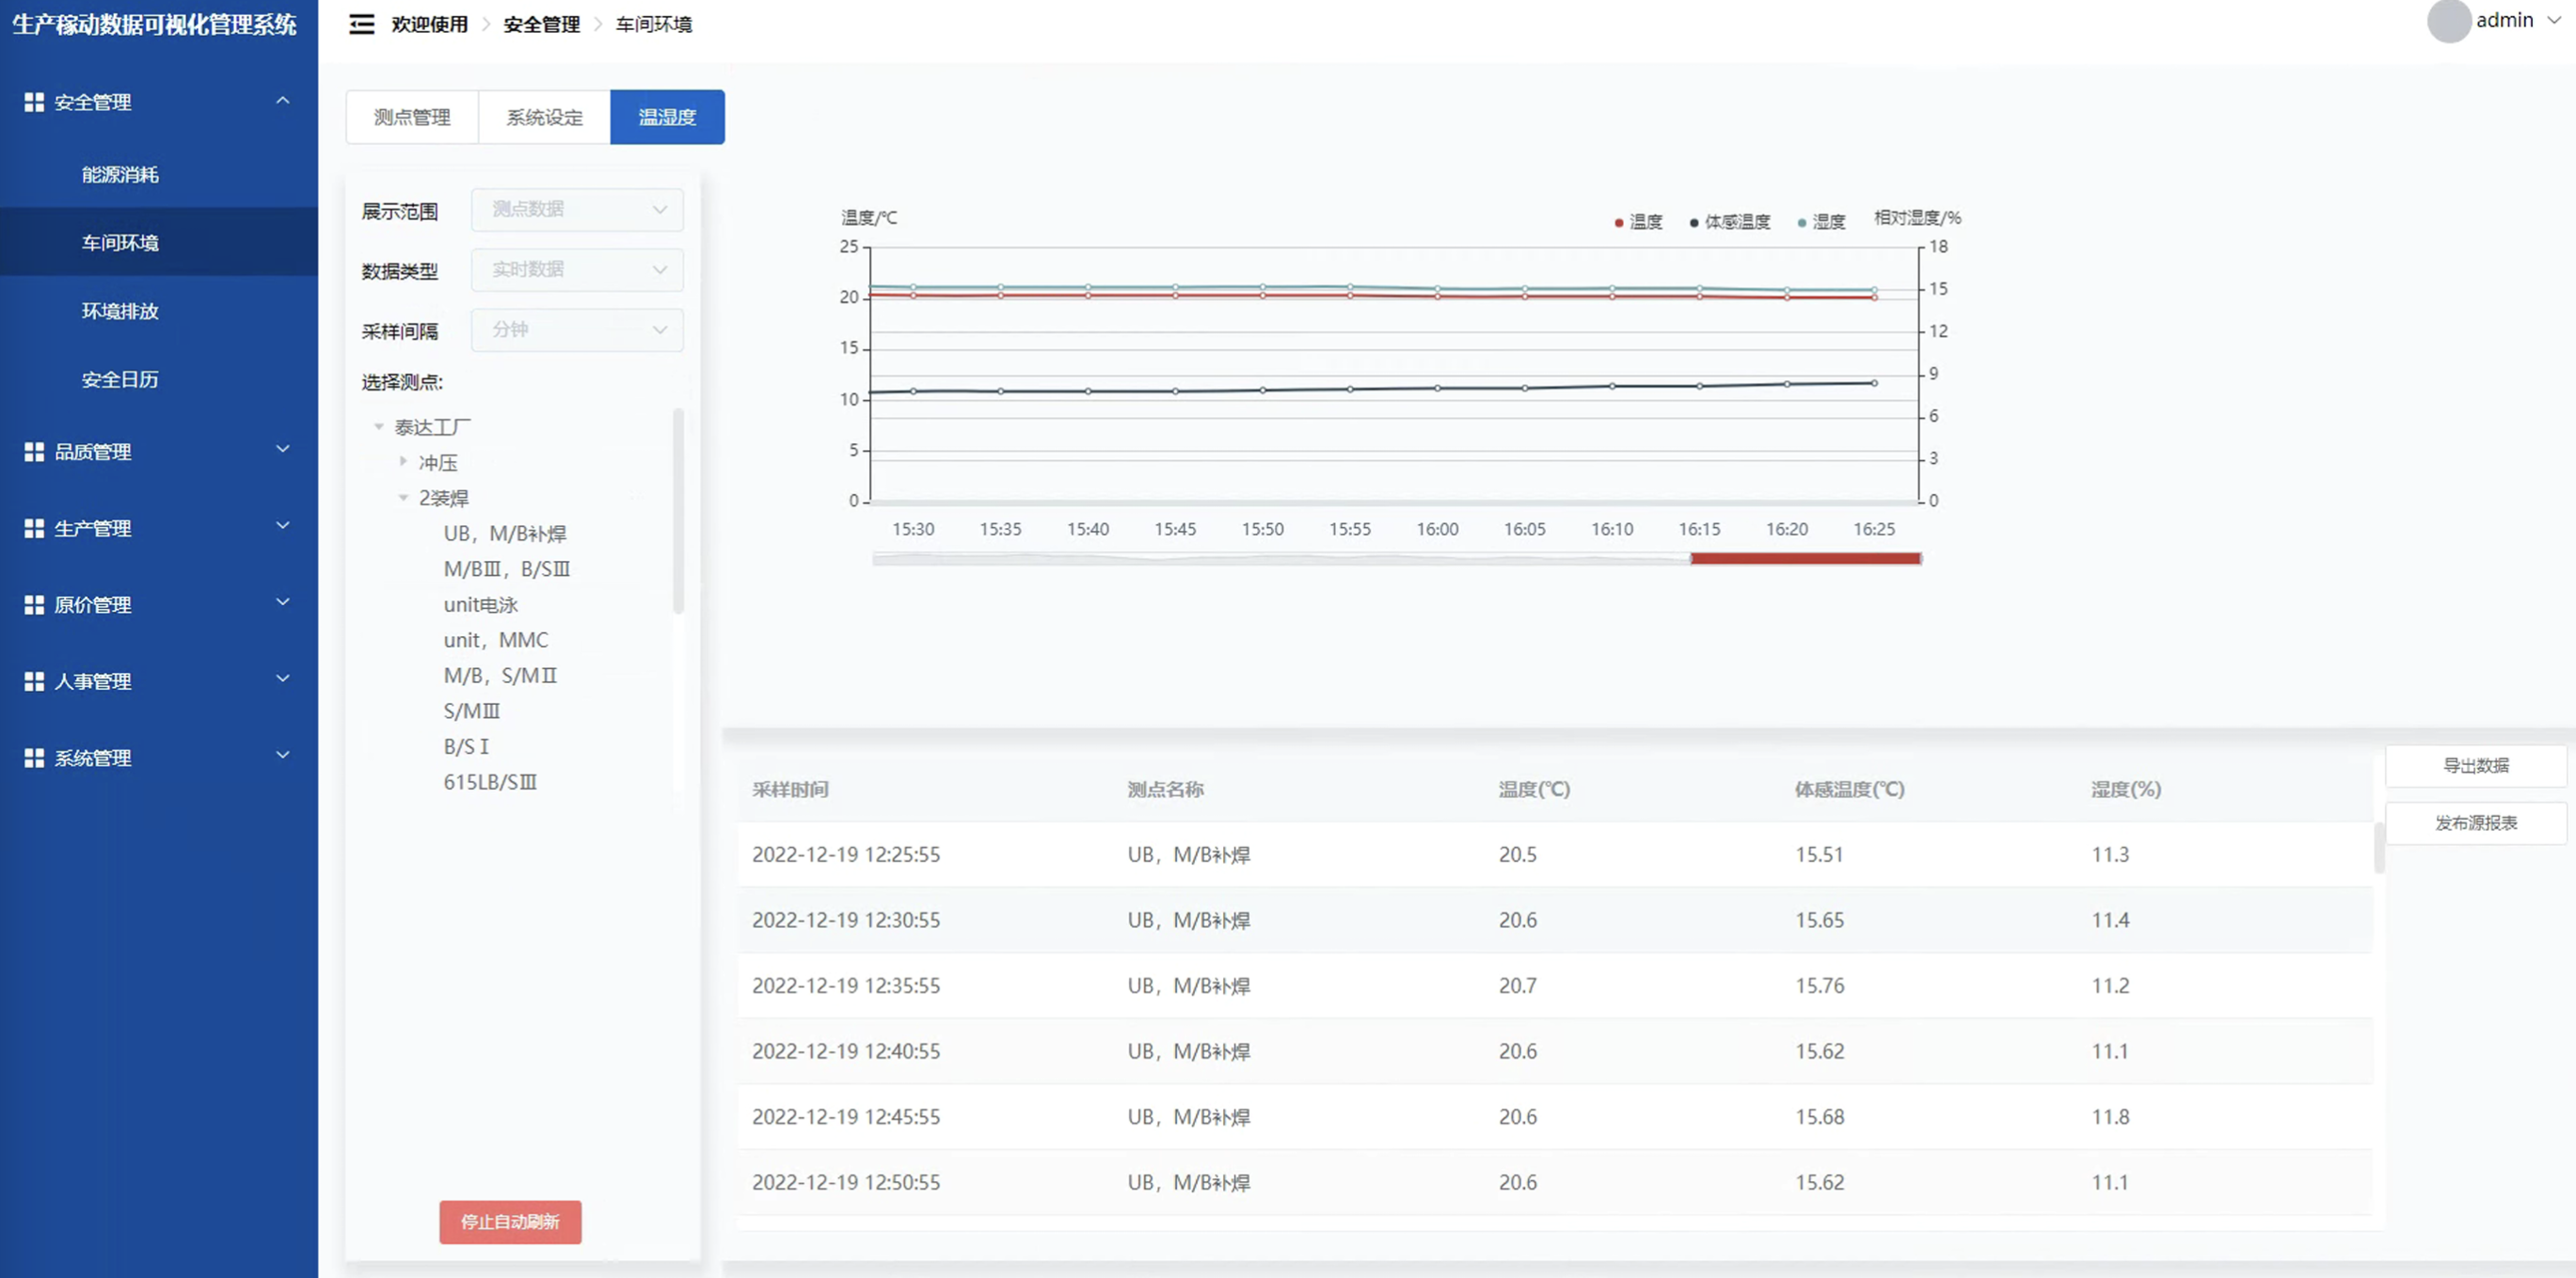 生产稼动数据可视化管理系统
欢迎使用 > 安全管理 > 车间环境
admin
安全管理
能源消耗
车间环境
环境排放
安全日历
品质管理
生产管理
原价管理
人事管理
系统管理
测点管理 系统设定 温湿度
展示范围 测点数据
数据类型 实时数据
采样间隔 分钟
选择测点:
泰达工厂
冲压
2装焊
UB，M/B补焊
M/BⅢ，B/SⅢ
unit电泳
unit，MMC
M/B，S/MⅡ
S/MⅢ
B/SⅠ
615LB/SⅢ
停止自动刷新
温度/℃ 温度 体感温度 湿度 相对湿度/%
25
20
15
10
5
0
18
15
12
9
6
3
0
15:30 15:35 15:40 15:45 15:50 15:55 16:00 16:05 16:10 16:15 16:20 16:25
采样时间 测点名称 温度(℃) 体感温度(℃) 湿度(%)
2022-12-19 12:25:55 UB，M/B补焊 20.5 15.51 11.3
2022-12-19 12:30:55 UB，M/B补焊 20.6 15.65 11.4
2022-12-19 12:35:55 UB，M/B补焊 20.7 15.76 11.2
2022-12-19 12:40:55 UB，M/B补焊 20.6 15.62 11.1
2022-12-19 12:45:55 UB，M/B补焊 20.6 15.68 11.8
2022-12-19 12:50:55 UB，M/B补焊 20.6 15.62 11.1
导出数据
发布源报表